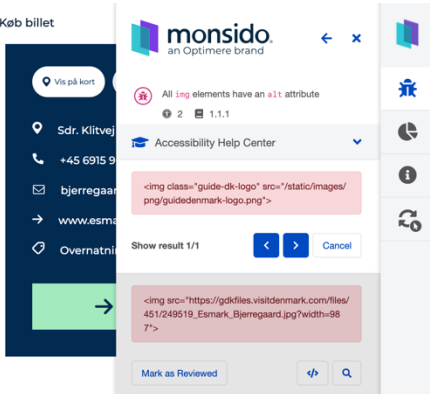 Køb billet
monsido.
an Optimere brand
Vis på kort
All img elements have an alt attribute
2 1.1.1
Sdr. Klitvej
Accessibility Help Center
+45 6915 9
<img class="guide-dk-logo" src="/static/images/
png/guidedenmark-logo.png">
bjerregaar
www.esma
Overnatnin
Show result 1/1
Cancel
<img src="https://gdkfiles.visitdenmark.com/files/
451/249519_Esmark_Bjerregaard.jpg?width=98
7">
Mark as Reviewed
</>